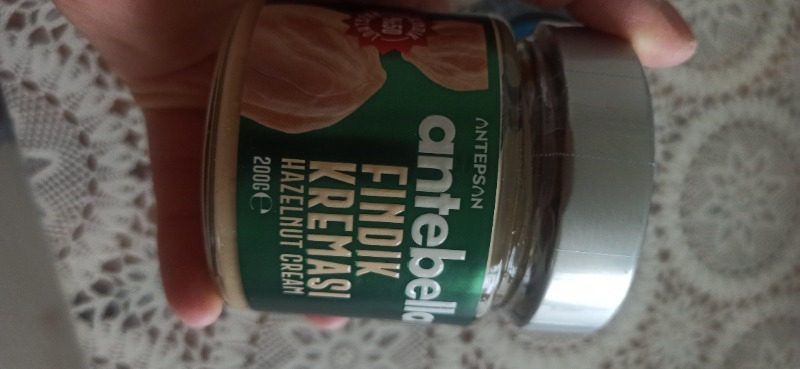 ANTEPSAN
antebella
FINDIK
KREMASI
HAZELNUT CREAM
200G℮